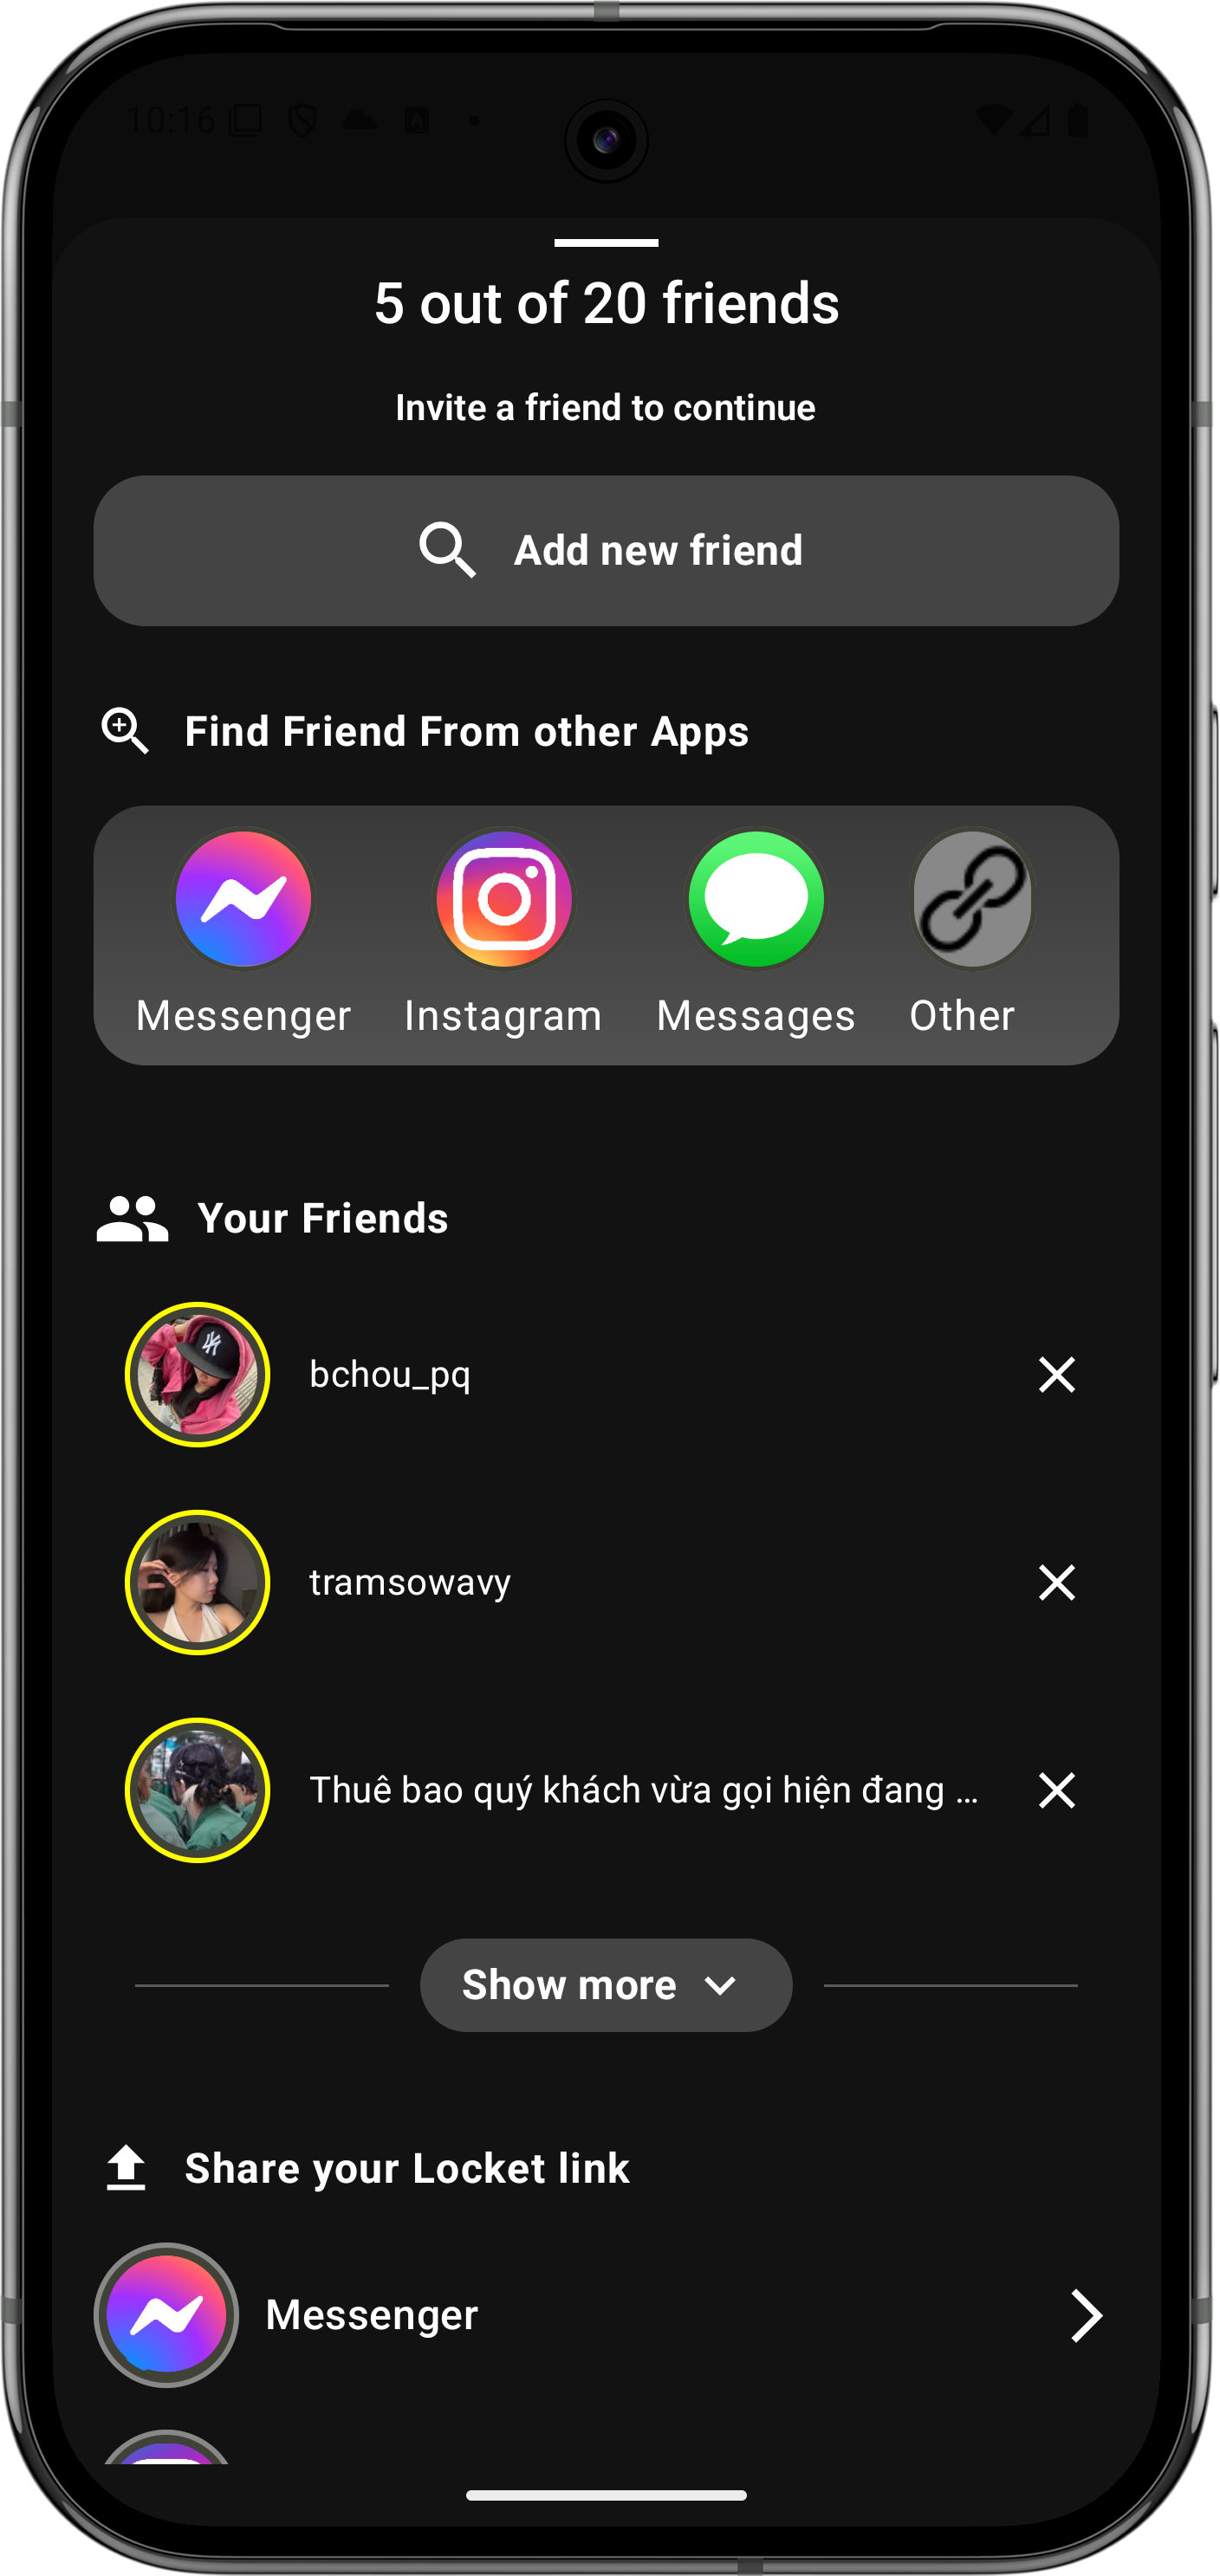 10:16
5 out of 20 friends
Invite a friend to continue
Add new friend
Find Friend From other Apps
Messenger Instagram Messages Other
Your Friends
bchou_pq
tramsowavy
Thuê bao quý khách vừa gọi hiện đang ...
Show more
Share your Locket link
Messenger